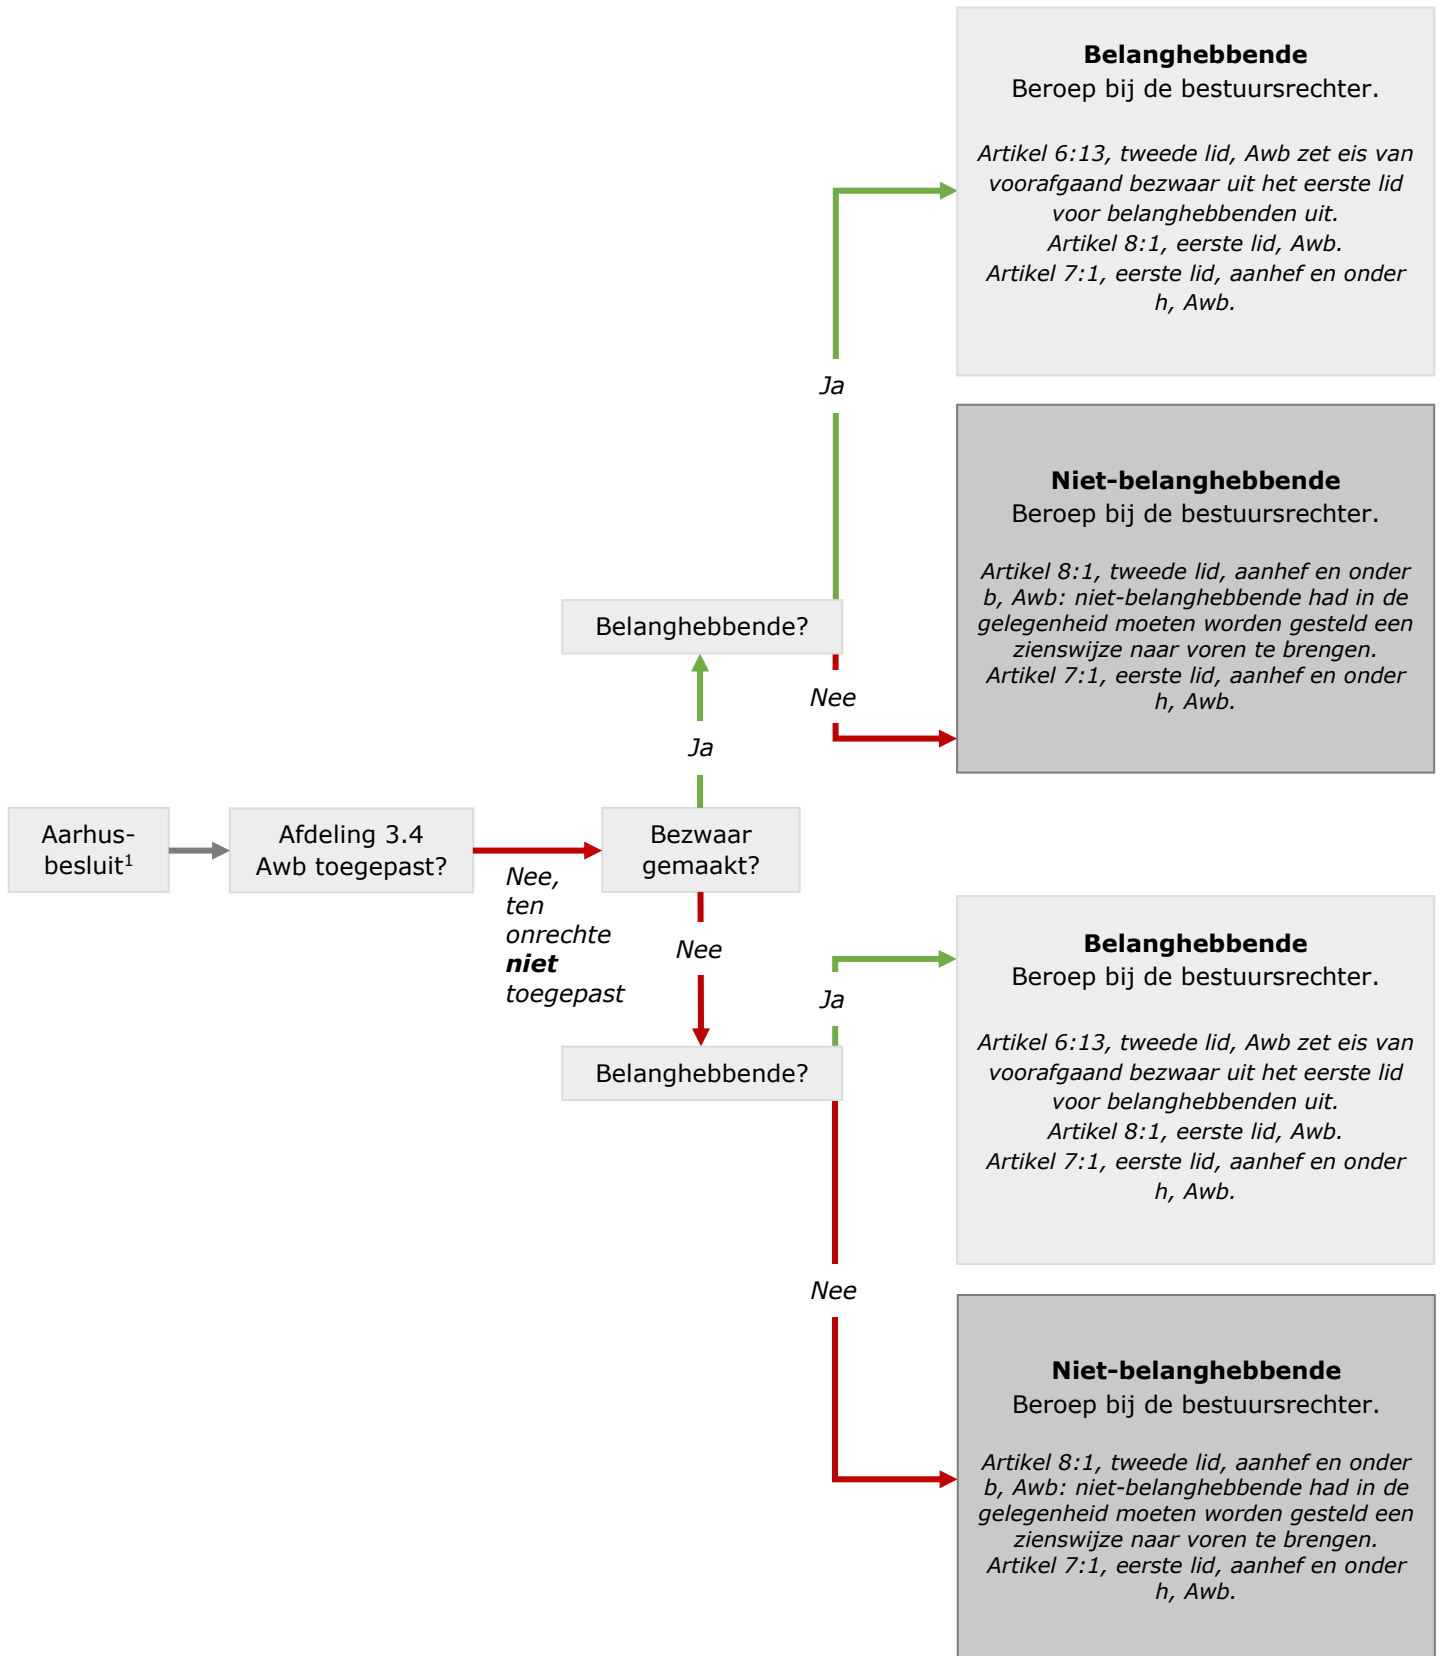 Belanghebbende
Beroep bij de bestuursrechter.
Artikel 6:13, tweede lid, Awb zet eis van
voorafgaand bezwaar uit het eerste lid
voor belanghebbenden uit.
Artikel 8:1, eerste lid, Awb.
Artikel 7:1, eerste lid, aanhef en onder
h, Awb.
Ja
Niet-belanghebbende
Beroep bij de bestuursrechter.
Artikel 8:1, tweede lid, aanhef en onder
b, Awb: niet-belanghebbende had in de
gelegenheid moeten worden gesteld een
zienswijze naar voren te brengen.
Artikel 7:1, eerste lid, aanhef en onder
h, Awb.
Belanghebbende?
Nee
Ja
Aarhus-
besluit¹
Afdeling 3.4
Awb toegepast?
Nee,
ten
onrechte
niet
toegepast
Bezwaar
gemaakt?
Nee
Belanghebbende?
Ja
Belanghebbende
Beroep bij de bestuursrechter.
Artikel 6:13, tweede lid, Awb zet eis van
voorafgaand bezwaar uit het eerste lid
voor belanghebbenden uit.
Artikel 8:1, eerste lid, Awb.
Artikel 7:1, eerste lid, aanhef en onder
h, Awb.
Nee
Niet-belanghebbende
Beroep bij de bestuursrechter.
Artikel 8:1, tweede lid, aanhef en onder
b, Awb: niet-belanghebbende had in de
gelegenheid moeten worden gesteld een
zienswijze naar voren te brengen.
Artikel 7:1, eerste lid, aanhef en onder
h, Awb.